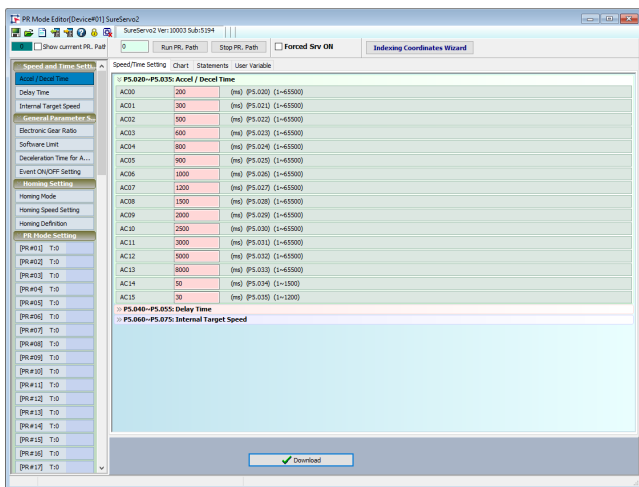 PR Mode Editor[Device#01] SureServo2
SureServo2 Ver:10003 Sub:5194
0 Show currrent PR. Path 0 Run PR. Path Stop PR. Path Forced Srv ON Indexing Coordinates Wizard
Speed and Time Setti...
Accel / Decel Time
Delay Time
Internal Target Speed
General Parameter S...
Electronic Gear Ratio
Software Limit
Deceleration Time for A...
Event ON/OFF Setting
Homing Setting
Homing Mode
Homing Speed Setting
Homing Definition
PR Mode Setting
[PR#01] T:0
[PR#02] T:0
[PR#03] T:0
[PR#04] T:0
[PR#05] T:0
[PR#06] T:0
[PR#07] T:0
[PR#08] T:0
[PR#09] T:0
[PR#10] T:0
[PR#11] T:0
[PR#12] T:0
[PR#13] T:0
[PR#14] T:0
[PR#15] T:0
[PR#16] T:0
[PR#17] T:0
Speed/Time Setting Chart Statements User Variable
P5.020~P5.035: Accel / Decel Time
AC00 200 (ms) (P5.020) (1~65500)
AC01 300 (ms) (P5.021) (1~65500)
AC02 500 (ms) (P5.022) (1~65500)
AC03 600 (ms) (P5.023) (1~65500)
AC04 800 (ms) (P5.024) (1~65500)
AC05 900 (ms) (P5.025) (1~65500)
AC06 1000 (ms) (P5.026) (1~65500)
AC07 1200 (ms) (P5.027) (1~65500)
AC08 1500 (ms) (P5.028) (1~65500)
AC09 2000 (ms) (P5.029) (1~65500)
AC10 2500 (ms) (P5.030) (1~65500)
AC11 3000 (ms) (P5.031) (1~65500)
AC12 5000 (ms) (P5.032) (1~65500)
AC13 8000 (ms) (P5.033) (1~65500)
AC14 50 (ms) (P5.034) (1~1500)
AC15 30 (ms) (P5.035) (1~1200)
P5.040~P5.055: Delay Time
P5.060~P5.075: Internal Target Speed
Download